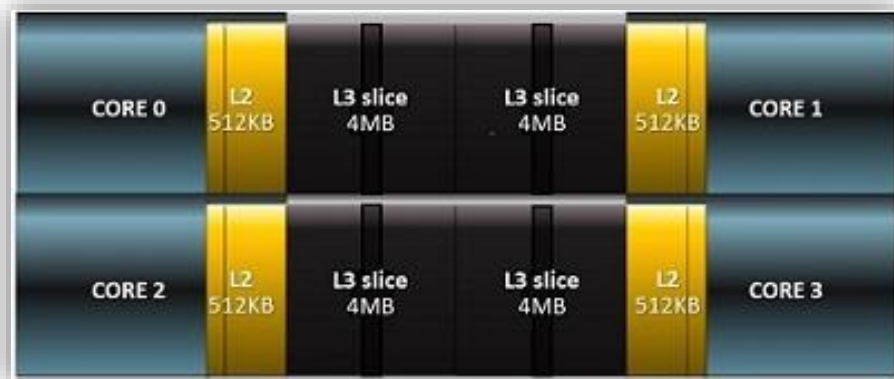 CORE 0
L2
512KB
L3 slice
4MB
L3 slice
4MB
L2
512KB
CORE 1
CORE 2
L2
512KB
L3 slice
4MB
L3 slice
4MB
L2
512KB
CORE 3